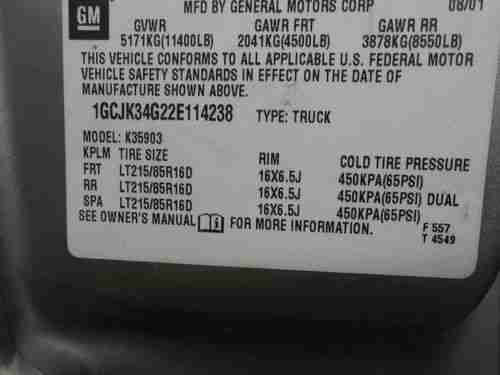 MFD BY GENERAL MOTORS CORP 08/01
GM
GVWR GAWR FRT GAWR RR
5171KG(11400LB) 2041KG(4500LB) 3878KG(8550LB)
THIS VEHICLE CONFORMS TO ALL APPLICABLE U.S. FEDERAL MOTOR
VEHICLE SAFETY STANDARDS IN EFFECT ON THE DATE OF
MANUFACTURE SHOWN ABOVE.
1GCJK34G22E114238 TYPE: TRUCK
MODEL: K35903
KPLM TIRE SIZE RIM COLD TIRE PRESSURE
FRT LT215/85R16D 16X6.5J 450KPA(65PSI)
RR LT215/85R16D 16X6.5J 450KPA(65PSI) DUAL
SPA LT215/85R16D 16X6.5J 450KPA(65PSI)
SEE OWNER'S MANUAL FOR MORE INFORMATION.
F 557
T 4549